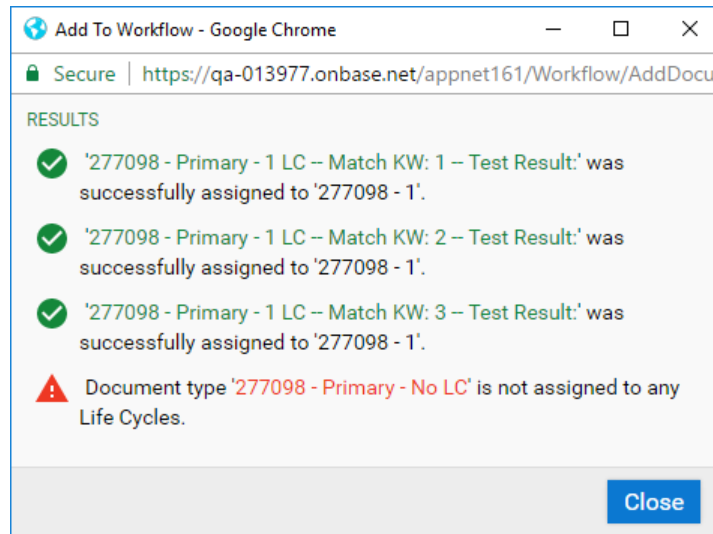 Add To Workflow - Google Chrome
Secure | https://qa-013977.onbase.net/appnet161/Workflow/AddDocu
RESULTS
'277098 - Primary - 1 LC -- Match KW: 1 -- Test Result:' was
successfully assigned to '277098 - 1'.
'277098 - Primary - 1 LC -- Match KW: 2 -- Test Result:' was
successfully assigned to '277098 - 1'.
'277098 - Primary - 1 LC -- Match KW: 3 -- Test Result:' was
successfully assigned to '277098 - 1'.
Document type '277098 - Primary - No LC' is not assigned to any
Life Cycles.
Close